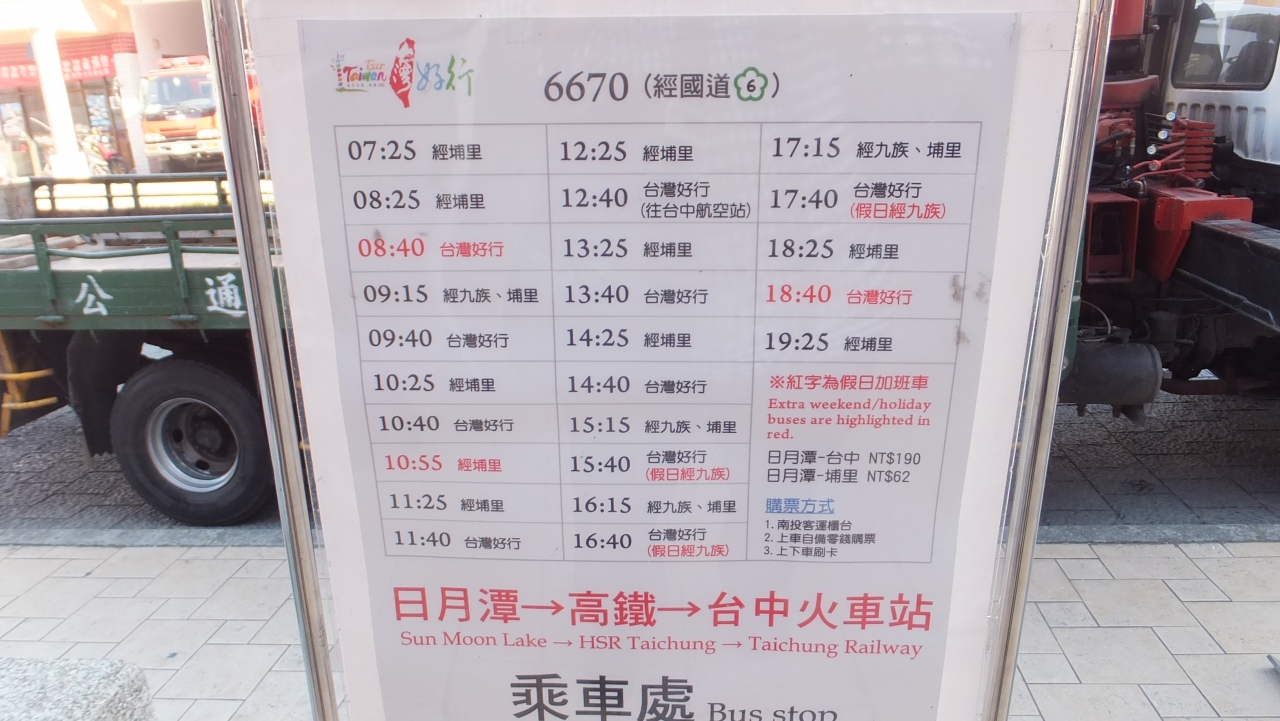 Tour
Taiwan
台灣好行
6670 (經國道6)
07:25 經埔里
08:25 經埔里
08:40 台灣好行
09:15 經九族、埔里
09:40 台灣好行
10:25 經埔里
10:40 台灣好行
10:55 經埔里
11:25 經埔里
11:40 台灣好行
12:25 經埔里
12:40 台灣好行
(往台中航空站)
13:25 經埔里
13:40 台灣好行
14:25 經埔里
14:40 台灣好行
15:15 經九族、埔里
15:40 台灣好行
(假日經九族)
16:15 經九族、埔里
16:40 台灣好行
(假日經九族)
17:15 經九族、埔里
17:40 台灣好行
(假日經九族)
18:25 經埔里
18:40 台灣好行
19:25 經埔里
※紅字為假日加班車
Extra weekend/holiday
buses are highlighted in
red.
日月潭-台中 NT$190
日月潭-埔里 NT$62
購票方式
1. 南投客運櫃台
2. 上車自備零錢購票
3. 上下車刷卡
日月潭→高鐵→台中火車站
Sun Moon Lake → HSR Taichung → Taichung Railway
乘車處 Bus stop
公 通